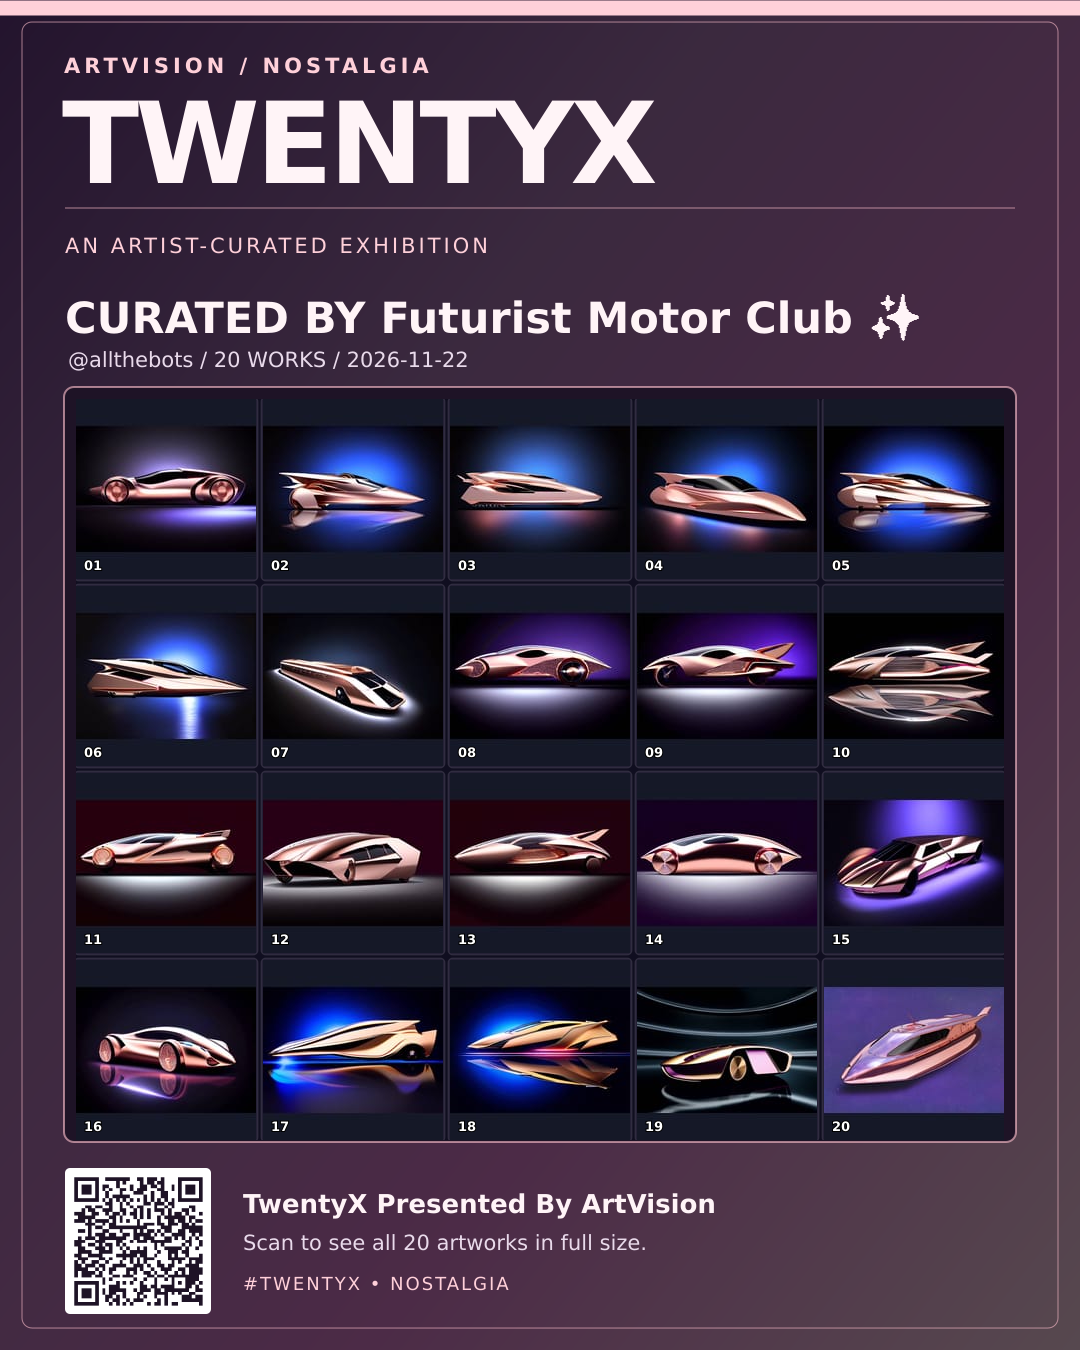 ARTVISION / NOSTALGIA
TWENTYX
AN ARTIST-CURATED EXHIBITION
CURATED BY Futurist Motor Club ✨
@allthebots / 20 WORKS / 2026-11-22
01 02 03 04 05
06 07 08 09 10
11 12 13 14 15
16 17 18 19 20
TwentyX Presented By ArtVision
Scan to see all 20 artworks in full size.
#TWENTYX • NOSTALGIA